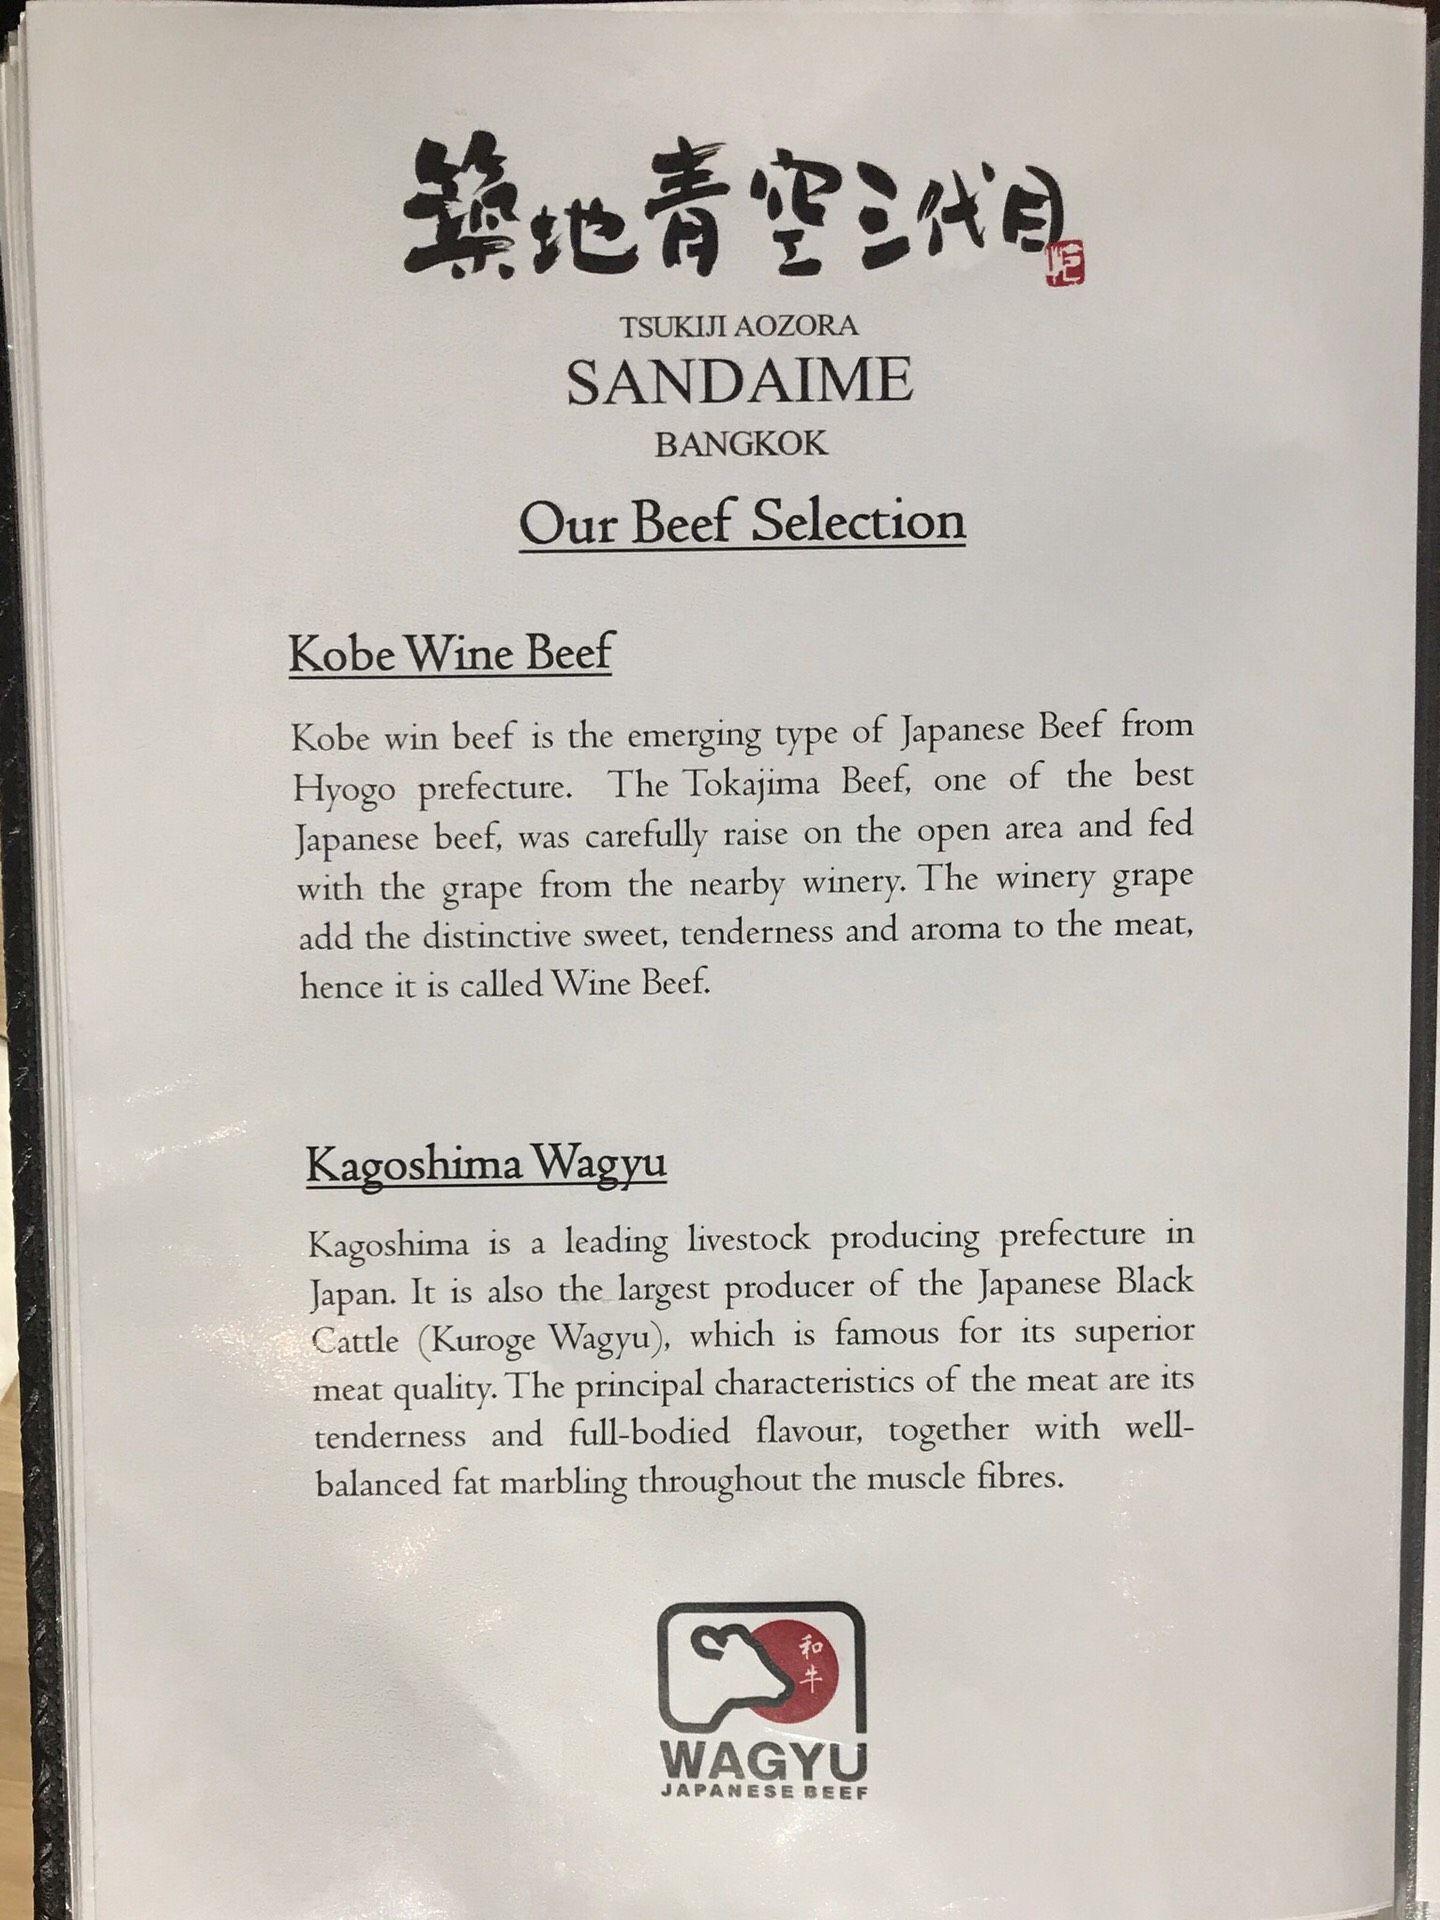 築地青空三代目
TSUKIJI AOZORA
SANDAIME
BANGKOK
Our Beef Selection
Kobe Wine Beef
Kobe win beef is the emerging type of Japanese Beef from
Hyogo prefecture. The Tokajima Beef, one of the best
Japanese beef, was carefully raise on the open area and fed
with the grape from the nearby winery. The winery grape
add the distinctive sweet, tenderness and aroma to the meat,
hence it is called Wine Beef.
Kagoshima Wagyu
Kagoshima is a leading livestock producing prefecture in
Japan. It is also the largest producer of the Japanese Black
Cattle (Kuroge Wagyu), which is famous for its superior
meat quality. The principal characteristics of the meat are its
tenderness and full-bodied flavour, together with well-
balanced fat marbling throughout the muscle fibres.
和
牛
WAGYU
JAPANESE BEEF